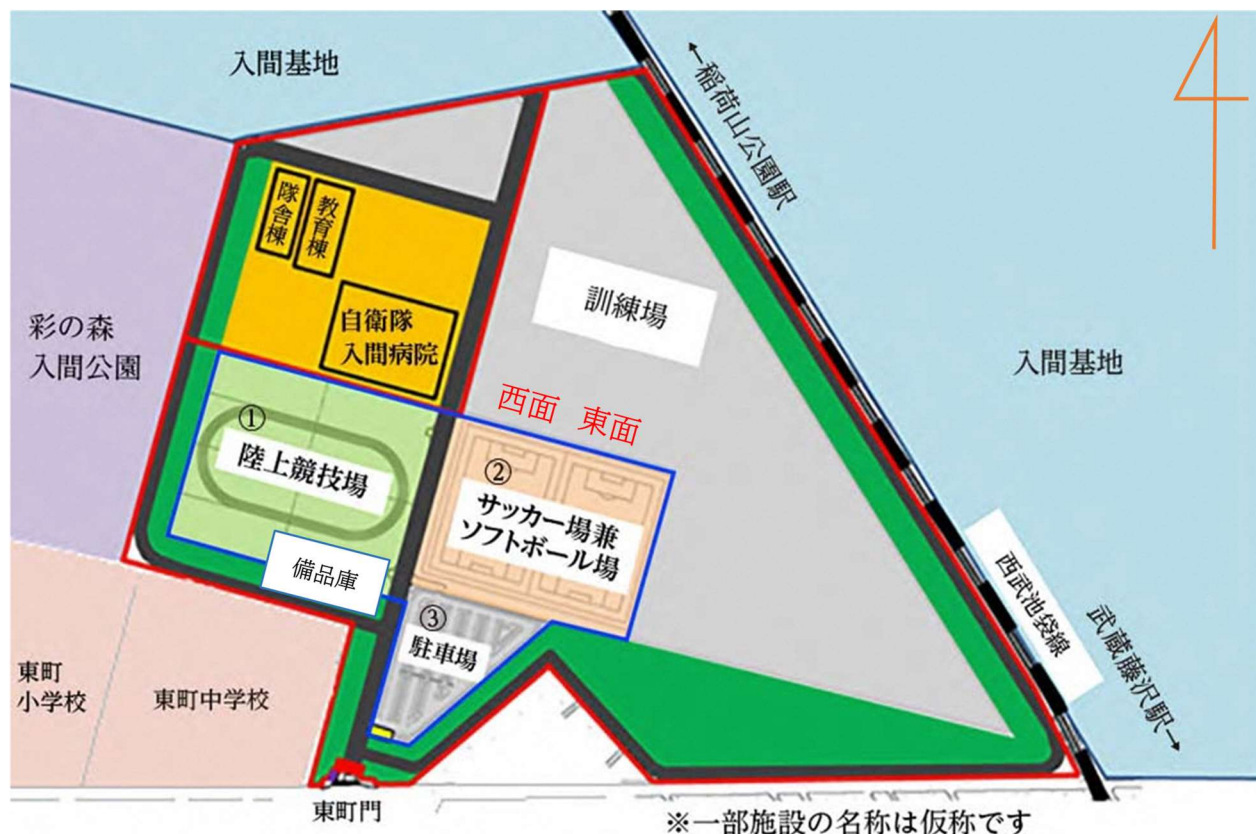 入間基地
←稲荷山公園駅
隊舎棟
教育棟
訓練場
自衛隊
入間病院
彩の森
入間公園
入間基地
西面 東面
①
陸上競技場
②
サッカー場兼
ソフトボール場
備品庫
③
駐車場
西武池袋線
武蔵藤沢駅→
東町
小学校
東町中学校
東町門
※一部施設の名称は仮称です